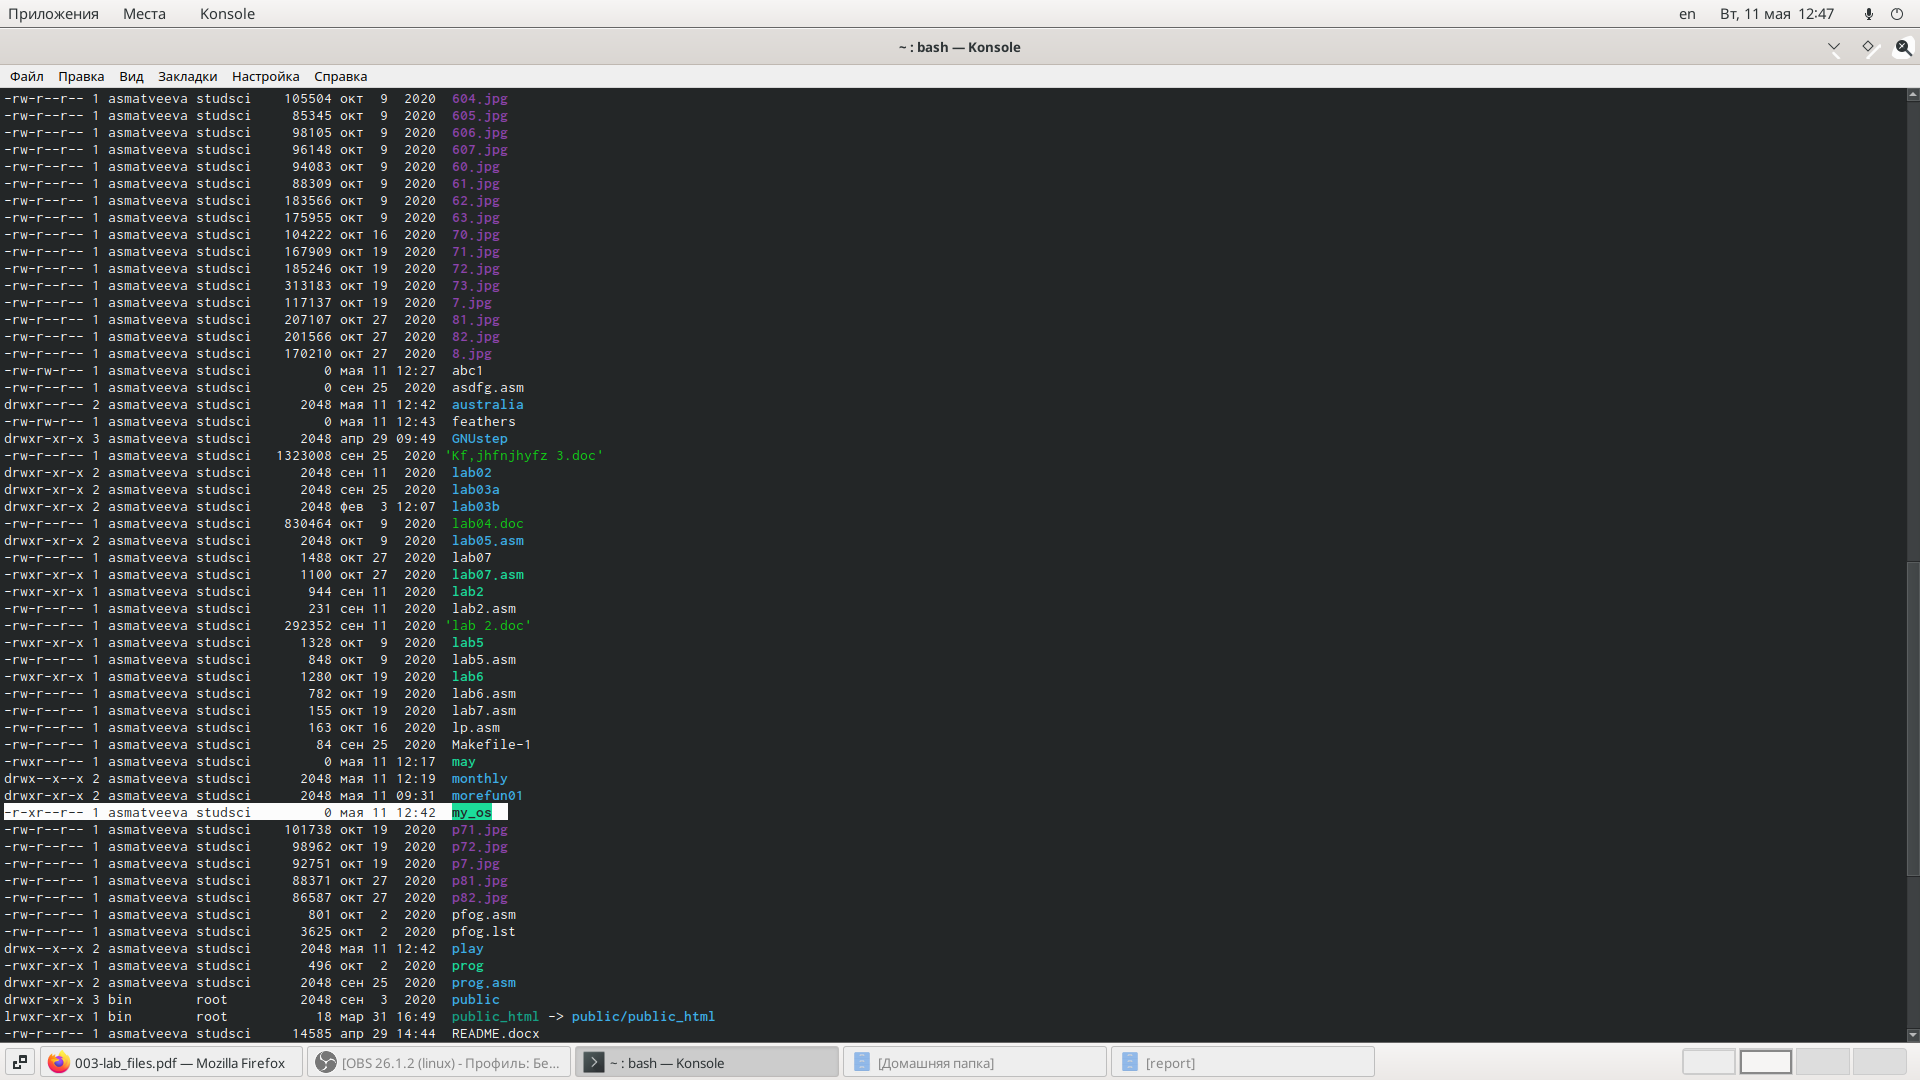 Приложения Места Konsole en Вт, 11 мая 12:47
~ : bash — Konsole
Файл Правка Вид Закладки Настройка Справка
-rw-r--r-- 1 asmatveeva studsci 105504 окт 9 2020 604.jpg
-rw-r--r-- 1 asmatveeva studsci 85345 окт 9 2020 605.jpg
-rw-r--r-- 1 asmatveeva studsci 98105 окт 9 2020 606.jpg
-rw-r--r-- 1 asmatveeva studsci 96148 окт 9 2020 607.jpg
-rw-r--r-- 1 asmatveeva studsci 94083 окт 9 2020 60.jpg
-rw-r--r-- 1 asmatveeva studsci 88309 окт 9 2020 61.jpg
-rw-r--r-- 1 asmatveeva studsci 183566 окт 9 2020 62.jpg
-rw-r--r-- 1 asmatveeva studsci 175955 окт 9 2020 63.jpg
-rw-r--r-- 1 asmatveeva studsci 104222 окт 16 2020 70.jpg
-rw-r--r-- 1 asmatveeva studsci 167909 окт 19 2020 71.jpg
-rw-r--r-- 1 asmatveeva studsci 185246 окт 19 2020 72.jpg
-rw-r--r-- 1 asmatveeva studsci 313183 окт 19 2020 73.jpg
-rw-r--r-- 1 asmatveeva studsci 117137 окт 19 2020 7.jpg
-rw-r--r-- 1 asmatveeva studsci 207107 окт 27 2020 81.jpg
-rw-r--r-- 1 asmatveeva studsci 201566 окт 27 2020 82.jpg
-rw-r--r-- 1 asmatveeva studsci 170210 окт 27 2020 8.jpg
-rw-rw-r-- 1 asmatveeva studsci 0 мая 11 12:27 abc1
-rw-r--r-- 1 asmatveeva studsci 0 сен 25 2020 asdfg.asm
drwxr--r-- 2 asmatveeva studsci 2048 мая 11 12:42 australia
-rw-rw-r-- 1 asmatveeva studsci 0 мая 11 12:43 feathers
drwxr-xr-x 3 asmatveeva studsci 2048 апр 29 09:49 GNUstep
-rw-r--r-- 1 asmatveeva studsci 1323008 сен 25 2020 'Kf,jhfnjhyfz 3.doc'
drwxr-xr-x 2 asmatveeva studsci 2048 сен 11 2020 lab02
drwxr-xr-x 2 asmatveeva studsci 2048 сен 25 2020 lab03a
drwxr-xr-x 2 asmatveeva studsci 2048 фев 3 12:07 lab03b
-rw-r--r-- 1 asmatveeva studsci 830464 окт 9 2020 lab04.doc
drwxr-xr-x 2 asmatveeva studsci 2048 окт 9 2020 lab05.asm
-rw-r--r-- 1 asmatveeva studsci 1488 окт 27 2020 lab07
-rwxr-xr-x 1 asmatveeva studsci 1100 окт 27 2020 lab07.asm
-rwxr-xr-x 1 asmatveeva studsci 944 сен 11 2020 lab2
-rw-r--r-- 1 asmatveeva studsci 231 сен 11 2020 lab2.asm
-rw-r--r-- 1 asmatveeva studsci 292352 сен 11 2020 'lab 2.doc'
-rwxr-xr-x 1 asmatveeva studsci 1328 окт 9 2020 lab5
-rw-r--r-- 1 asmatveeva studsci 848 окт 9 2020 lab5.asm
-rwxr-xr-x 1 asmatveeva studsci 1280 окт 19 2020 lab6
-rw-r--r-- 1 asmatveeva studsci 782 окт 19 2020 lab6.asm
-rw-r--r-- 1 asmatveeva studsci 155 окт 19 2020 lab7.asm
-rw-r--r-- 1 asmatveeva studsci 163 окт 16 2020 lp.asm
-rw-r--r-- 1 asmatveeva studsci 84 сен 25 2020 Makefile-1
-rwxr--r-- 1 asmatveeva studsci 0 мая 11 12:17 may
drwx--x--x 2 asmatveeva studsci 2048 мая 11 12:19 monthly
drwxr-xr-x 2 asmatveeva studsci 2048 мая 11 09:31 morefun01
-r-xr--r-- 1 asmatveeva studsci 0 мая 11 12:42 my_os
-rw-r--r-- 1 asmatveeva studsci 101738 окт 19 2020 p71.jpg
-rw-r--r-- 1 asmatveeva studsci 98962 окт 19 2020 p72.jpg
-rw-r--r-- 1 asmatveeva studsci 92751 окт 19 2020 p7.jpg
-rw-r--r-- 1 asmatveeva studsci 88371 окт 27 2020 p81.jpg
-rw-r--r-- 1 asmatveeva studsci 86587 окт 27 2020 p82.jpg
-rw-r--r-- 1 asmatveeva studsci 801 окт 2 2020 pfog.asm
-rw-r--r-- 1 asmatveeva studsci 3625 окт 2 2020 pfog.lst
drwx--x--x 2 asmatveeva studsci 2048 мая 11 12:42 play
-rwxr-xr-x 1 asmatveeva studsci 496 окт 2 2020 prog
drwxr-xr-x 2 asmatveeva studsci 2048 сен 25 2020 prog.asm
drwxr-xr-x 3 bin root 2048 сен 3 2020 public
lrwxr-xr-x 1 bin root 18 мар 31 16:49 public_html -> public/public_html
-rw-r--r-- 1 asmatveeva studsci 14585 апр 29 14:44 README.docx
003-lab_files.pdf — Mozilla Firefox [OBS 26.1.2 (linux) - Профиль: Бе... ~ : bash — Konsole [Домашняя папка] [report]